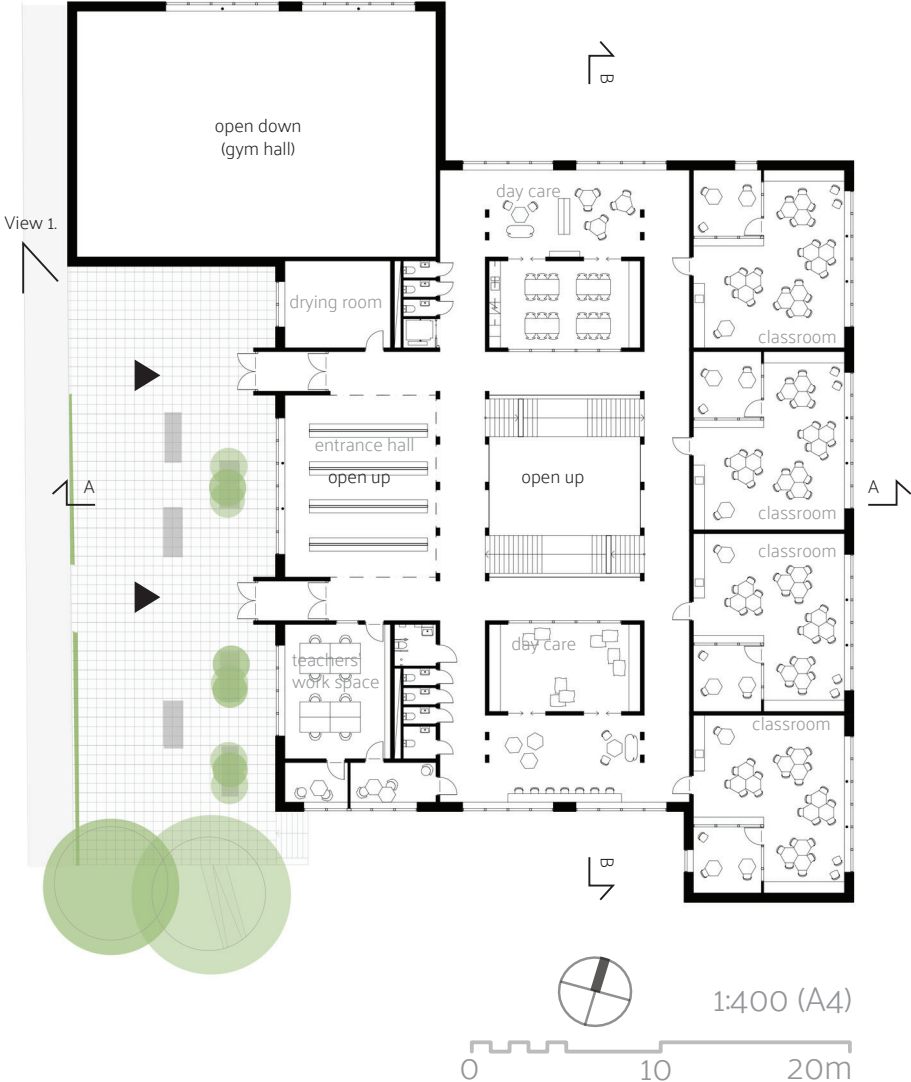 B
open down
(gym hall)
View 1.
day care
drying room
classroom
entrance hall
open up
open up
A
A
classroom
classroom
day care
teachers'
work space
classroom
B
1:400 (A4)
0
10
20m